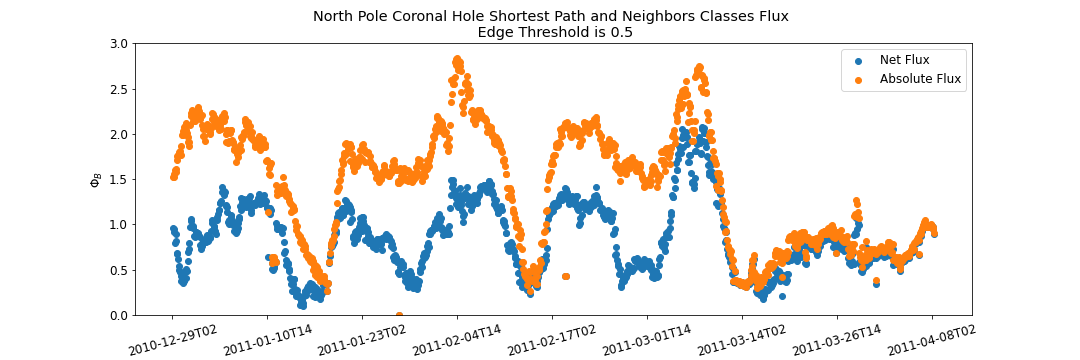 North Pole Coronal Hole Shortest Path and Neighbors Classes Flux
Edge Threshold is 0.5
Net Flux
Absolute Flux
Φ_B
3.0
2.5
2.0
1.5
1.0
0.5
0.0
2010-12-29T02
2011-01-10T14
2011-01-23T02
2011-02-04T14
2011-02-17T02
2011-03-01T14
2011-03-14T02
2011-03-26T14
2011-04-08T02